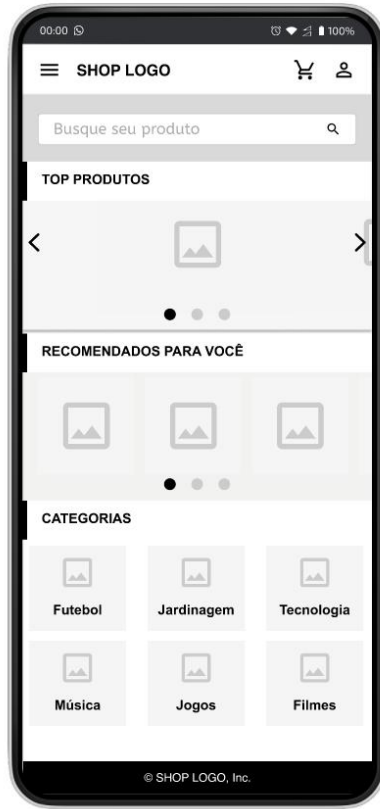 00:00 100%
SHOP LOGO
Busque seu produto
TOP PRODUTOS
RECOMENDADOS PARA VOCÊ
CATEGORIAS
Futebol Jardinagem Tecnologia
Música Jogos Filmes
© SHOP LOGO, Inc.